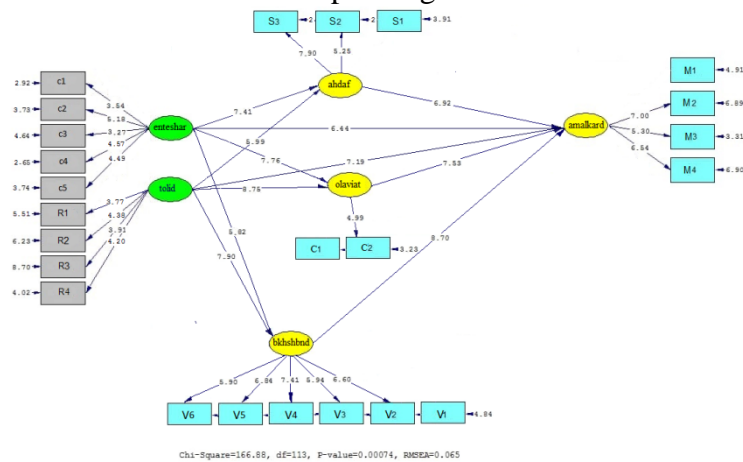 S3 2 S2 2 S1 3.91
7.90 5.25
ahdaf
2.92 c1 3.54
3.73 c2 5.18
4.64 c3 3.27
2.65 c4 4.57
3.74 c5 4.49
enteshar
7.41 6.92
6.44
amalkard
M1 4.91
7.00 M2 6.89
5.30 M3 3.31
6.54 M4 6.90
5.99
7.76 7.19 7.53
tolid
8.75
olaviat
5.51 R1 3.77
6.23 R2 4.38
8.70 R3 3.91
4.02 R4 4.20
4.99
5.82 8.70
C1 C2 3.23
7.90
bkhshbnd
5.90 6.84 7.41 5.94 6.60
V6 V5 V4 V3 V2 V1 4.84
Chi-Square=166.88, df=113, P-value=0.00074, RMSEA=0.065